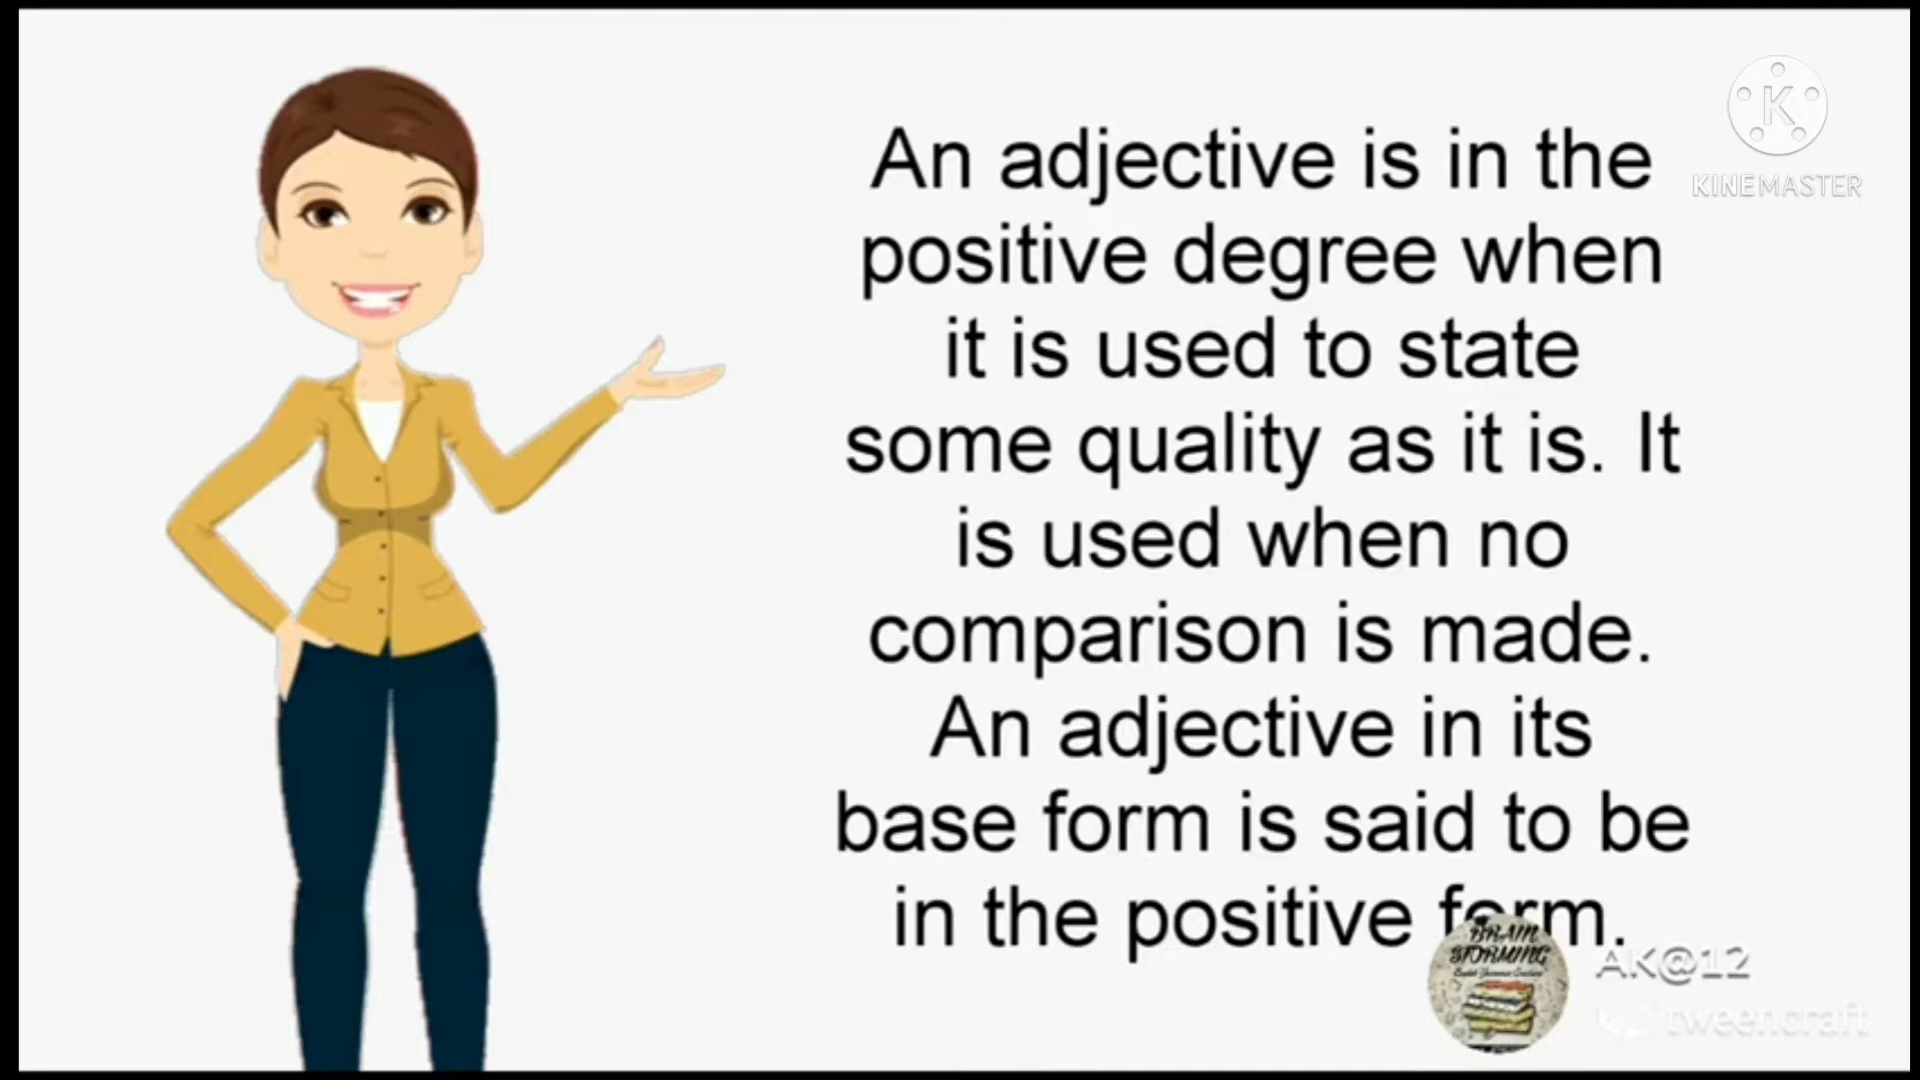 An adjective is in the
positive degree when
it is used to state
some quality as it is. It
is used when no
comparison is made.
An adjective in its
base form is said to be
in the positive form.
K
KINEMASTER
BRAIN
STORMING
AK@12
tweencraft